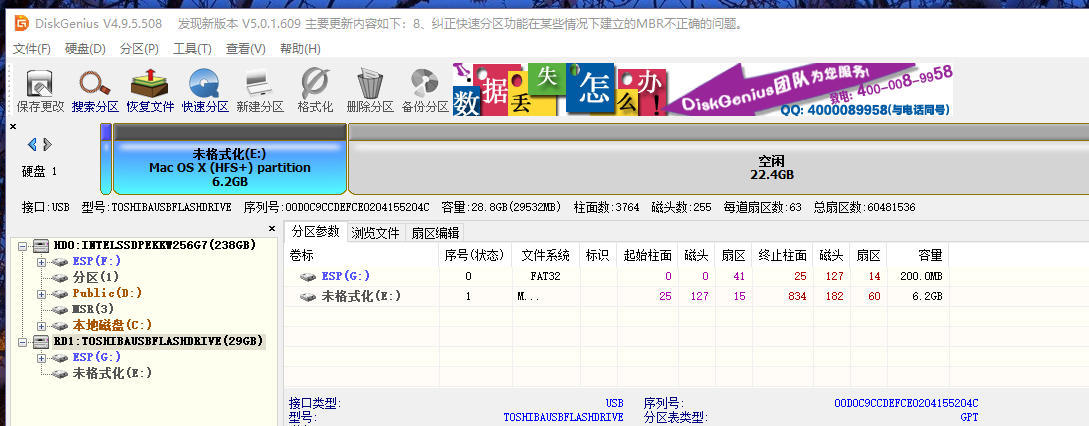 DiskGenius V4.9.5.508 发现新版本 V5.0.1.609 主要更新内容如下：8、纠正快速分区功能在某些情况下建立的MBR不正确的问题。
文件(F) 硬盘(D) 分区(P) 工具(T) 查看(V) 帮助(H)
保存更改 搜索分区 恢复文件 快速分区 新建分区 格式化 删除分区 备份分区
数据丢失怎么办！
DiskGenius团队为您服务！
致电：400-008-9958
QQ: 4000089958(与电话同号)
硬盘 1
未格式化(E:)
Mac OS X (HFS+) partition
6.2GB
空闲
22.4GB
接口:USB 型号:TOSHIBAUSBFLASHDRIVE 序列号:00D0C9CCDEFCE0204155204C 容量:28.8GB(29532MB) 柱面数:3764 磁头数:255 每道扇区数:63 总扇区数:60481536
HD0:INTELSSDPEKKW256G7(238GB)
ESP(F:)
分区(1)
Public(D:)
MSR(3)
本地磁盘(C:)
RD1:TOSHIBAUSBFLASHDRIVE(29GB)
ESP(G:)
未格式化(E:)
分区参数 浏览文件 扇区编辑
卷标 序号(状态) 文件系统 标识 起始柱面 磁头 扇区 终止柱面 磁头 扇区 容量
ESP(G:) 0 FAT32 0 0 41 25 127 14 200.0MB
未格式化(E:) 1 M... 25 127 15 834 182 60 6.2GB
接口类型: USB 序列号: 00D0C9CCDEFCE0204155204C
型号: TOSHIBAUSBFLASHDRIVE 分区表类型: GPT